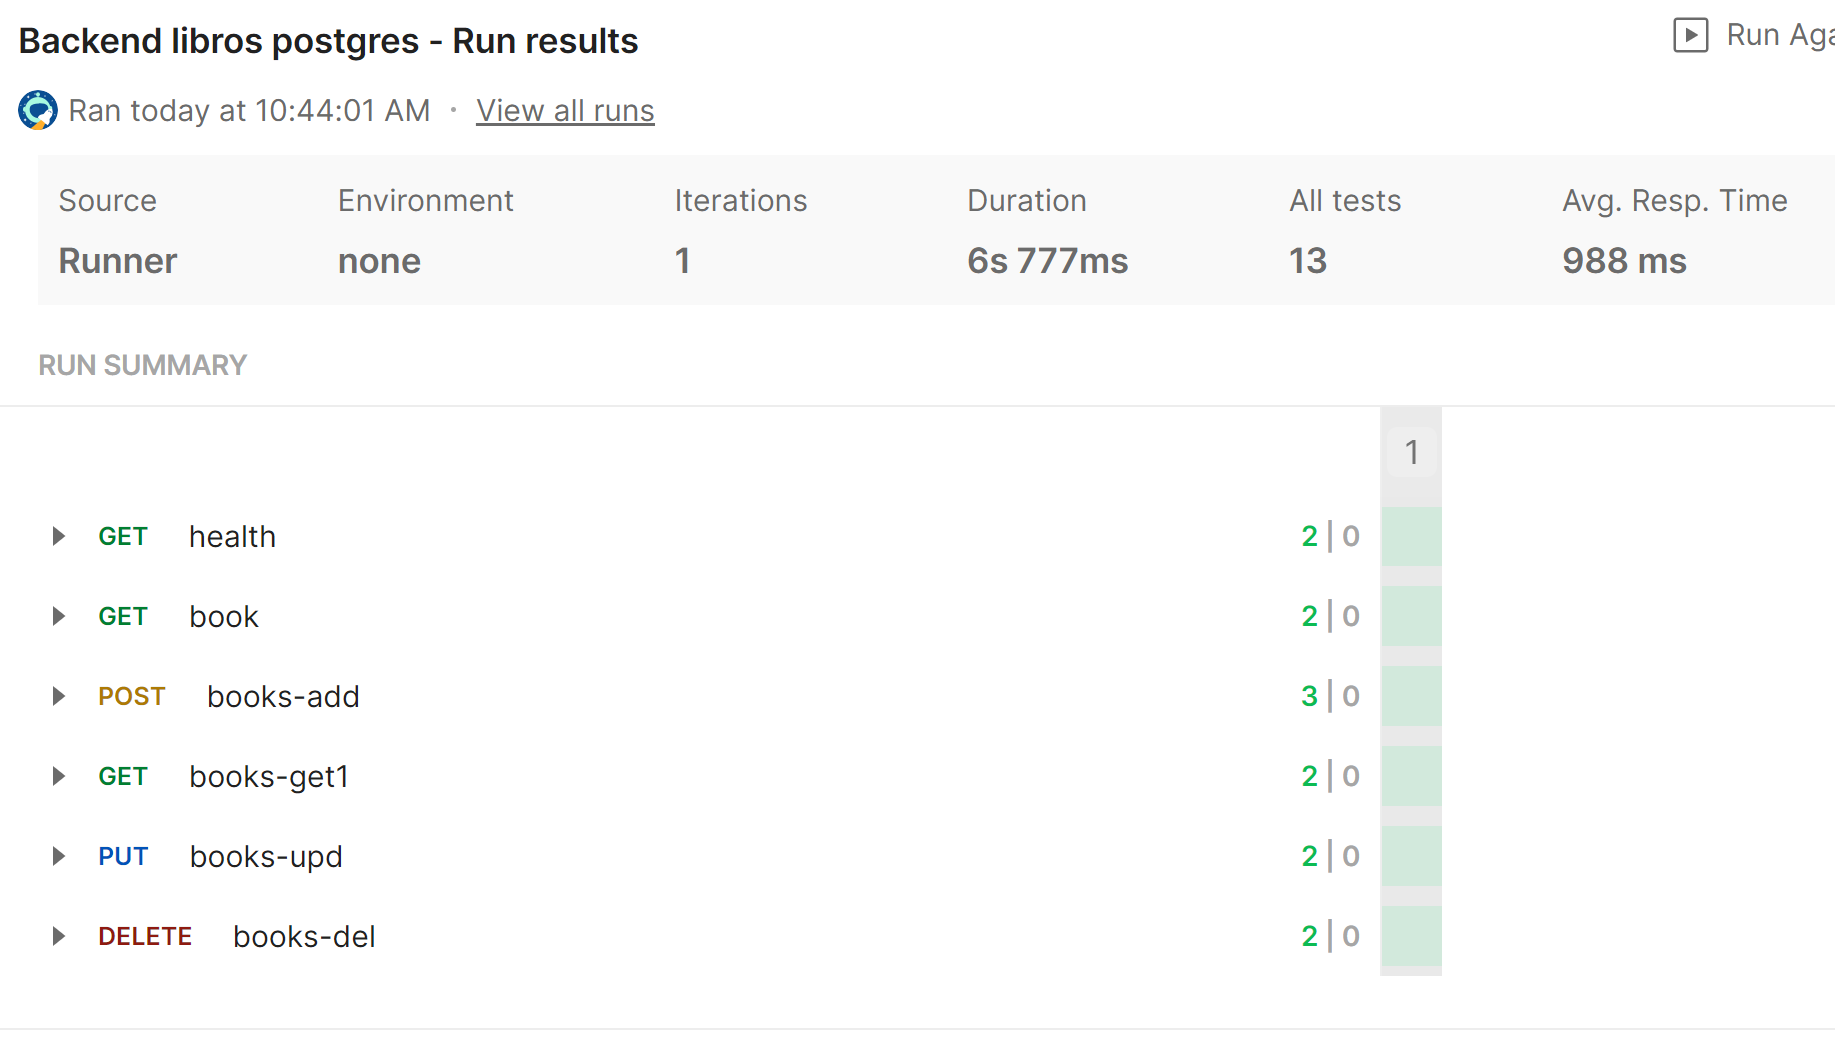 Backend libros postgres - Run results
Run Aga
Ran today at 10:44:01 AM · View all runs
Source Environment Iterations Duration All tests Avg. Resp. Time
Runner none 1 6s 777ms 13 988 ms
RUN SUMMARY
1
GET health 2 | 0
GET book 2 | 0
POST books-add 3 | 0
GET books-get1 2 | 0
PUT books-upd 2 | 0
DELETE books-del 2 | 0